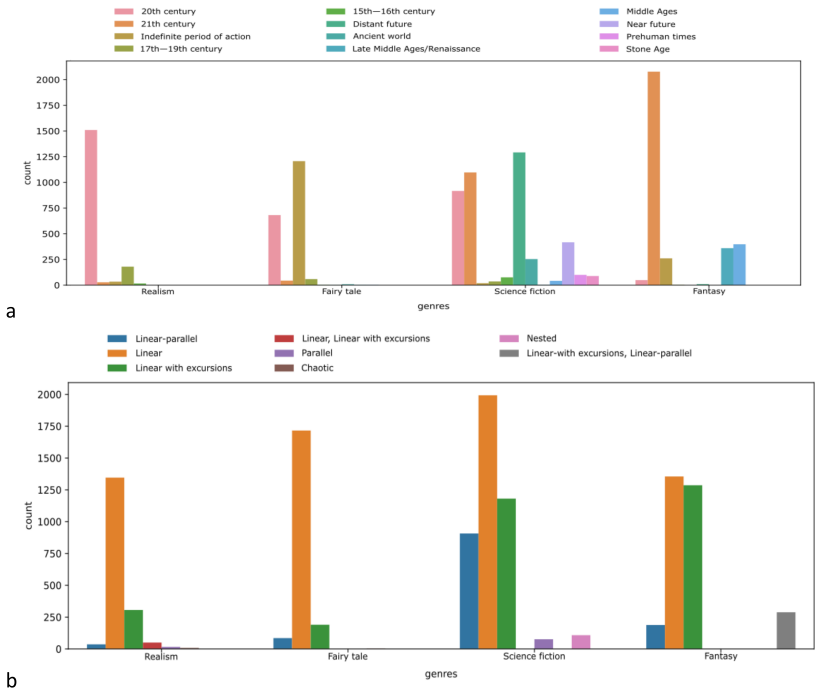 20th century 15th—16th century Middle Ages
21th century Distant future Near future
Indefinite period of action Ancient world Prehuman times
17th—19th century Late Middle Ages/Renaissance Stone Age
2000
1750
1500
1250
1000
750
500
250
0
count
Realism Fairy tale Science fiction Fantasy
genres
a
Linear-parallel Linear, Linear with excursions Nested
Linear Parallel Linear-with excursions, Linear-parallel
Linear with excursions Chaotic
2000
1750
1500
1250
1000
750
500
250
0
count
Realism Fairy tale Science fiction Fantasy
genres
b